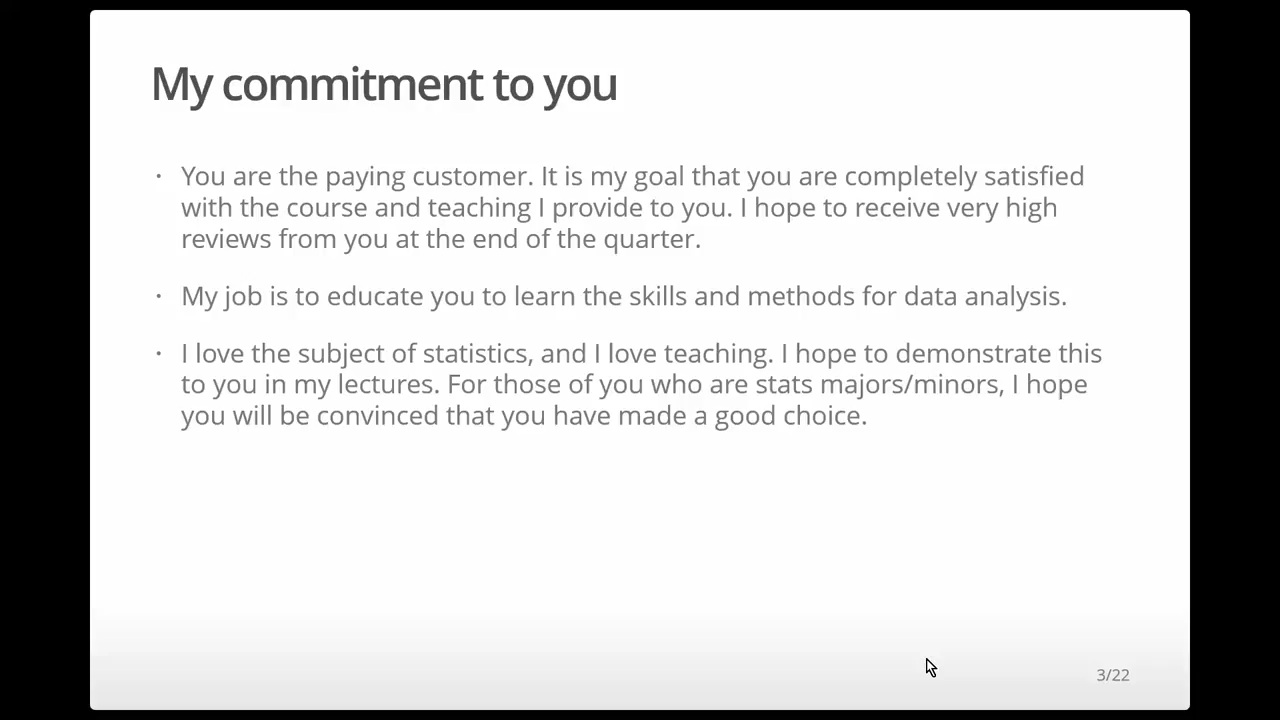 My commitment to you
· You are the paying customer. It is my goal that you are completely satisfied
with the course and teaching I provide to you. I hope to receive very high
reviews from you at the end of the quarter.
· My job is to educate you to learn the skills and methods for data analysis.
· I love the subject of statistics, and I love teaching. I hope to demonstrate this
to you in my lectures. For those of you who are stats majors/minors, I hope
you will be convinced that you have made a good choice.
3/22